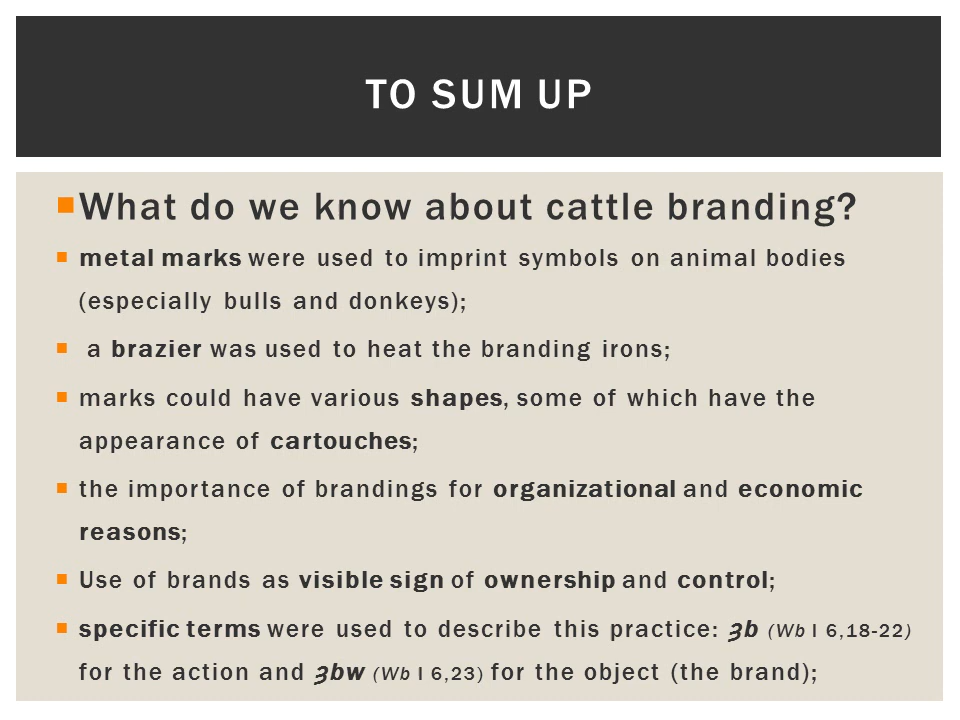 TO SUM UP
What do we know about cattle branding?
metal marks were used to imprint symbols on animal bodies
(especially bulls and donkeys);
a brazier was used to heat the branding irons;
marks could have various shapes, some of which have the
appearance of cartouches;
the importance of brandings for organizational and economic
reasons;
Use of brands as visible sign of ownership and control;
specific terms were used to describe this practice: ȝb (Wb I 6,18-22)
for the action and ȝbw (Wb I 6,23) for the object (the brand);